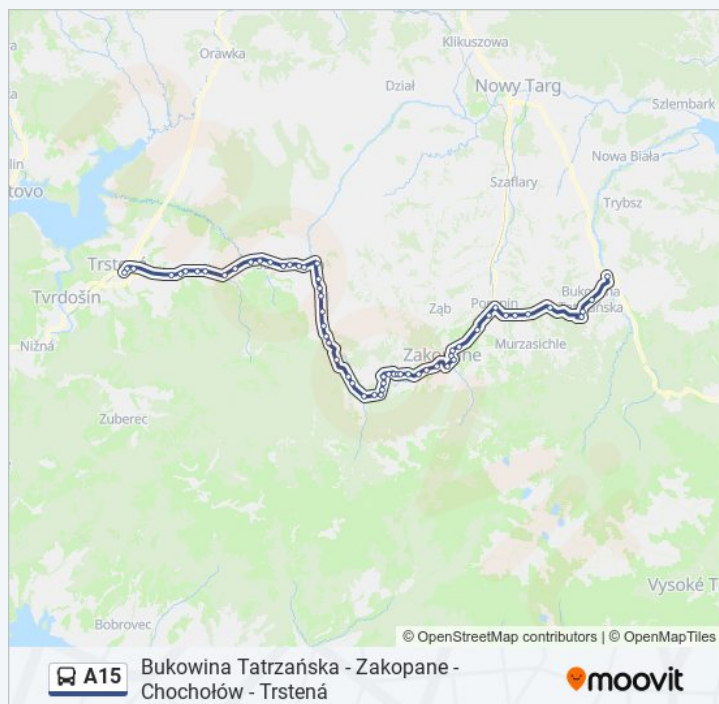 Orawka
Klikuszowa
Dział
Nowy Targ
Szlembark
Nowa Biała
Szaflary
Trybsz
Tvrdošín
Nižná
Ząb
Zakopane
Murzasichle
Zuberec
Bobrovec
Vysoké T
© OpenStreetMap contributors | © OpenMapTiles
A15
Bukowina Tatrzańska - Zakopane -
Chochołów - Trstená
moovit